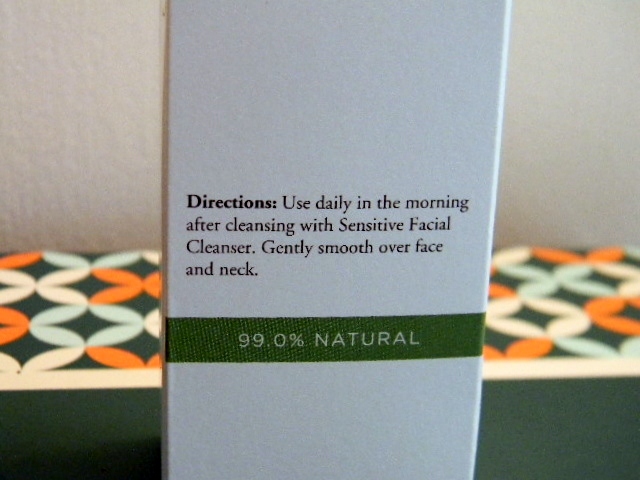 Directions: Use daily in the morning
after cleansing with Sensitive Facial
Cleanser. Gently smooth over face
and neck.
99.0% NATURAL